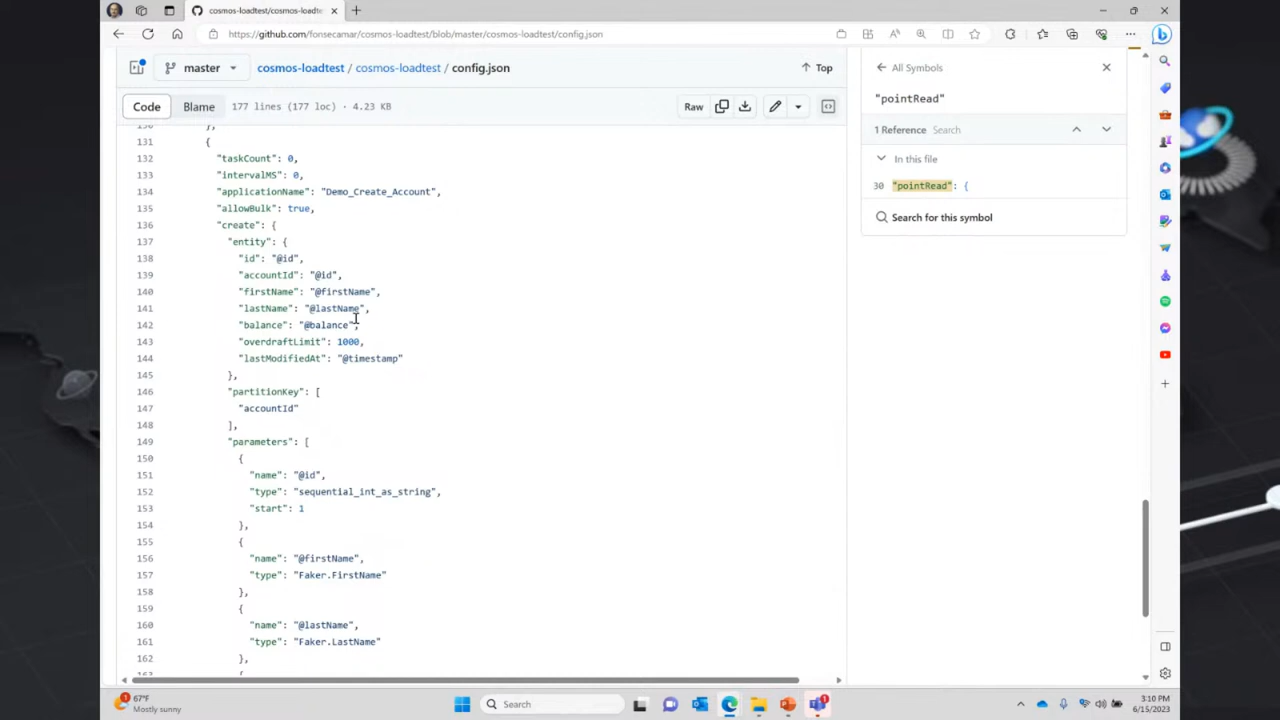 cosmos-loadtest/cosmos-loadtest
https://github.com/fonsecamar/cosmos-loadtest/blob/master/cosmos-loadtest/config.json
master
cosmos-loadtest / cosmos-loadtest / config.json
Top
Code
Blame
177 lines (177 loc) · 4.23 KB
Raw
130 },
131 {
132 "taskCount": 0,
133 "intervalMS": 0,
134 "applicationName": "Demo_Create_Account",
135 "allowBulk": true,
136 "create": {
137 "entity": {
138 "id": "@id",
139 "accountId": "@id",
140 "firstName": "@firstName",
141 "lastName": "@lastName",
142 "balance": "@balance",
143 "overdraftLimit": 1000,
144 "lastModifiedAt": "@timestamp"
145 },
146 "partitionKey": [
147 "accountId"
148 ],
149 "parameters": [
150 {
151 "name": "@id",
152 "type": "sequential_int_as_string",
153 "start": 1
154 },
155 {
156 "name": "@firstName",
157 "type": "Faker.FirstName"
158 },
159 {
160 "name": "@lastName",
161 "type": "Faker.LastName"
162 },
163 {
All Symbols
"pointRead"
1 Reference Search
In this file
30 "pointRead": {
Search for this symbol
67°F
Mostly sunny
1
Search
1
3:10 PM
6/15/2023